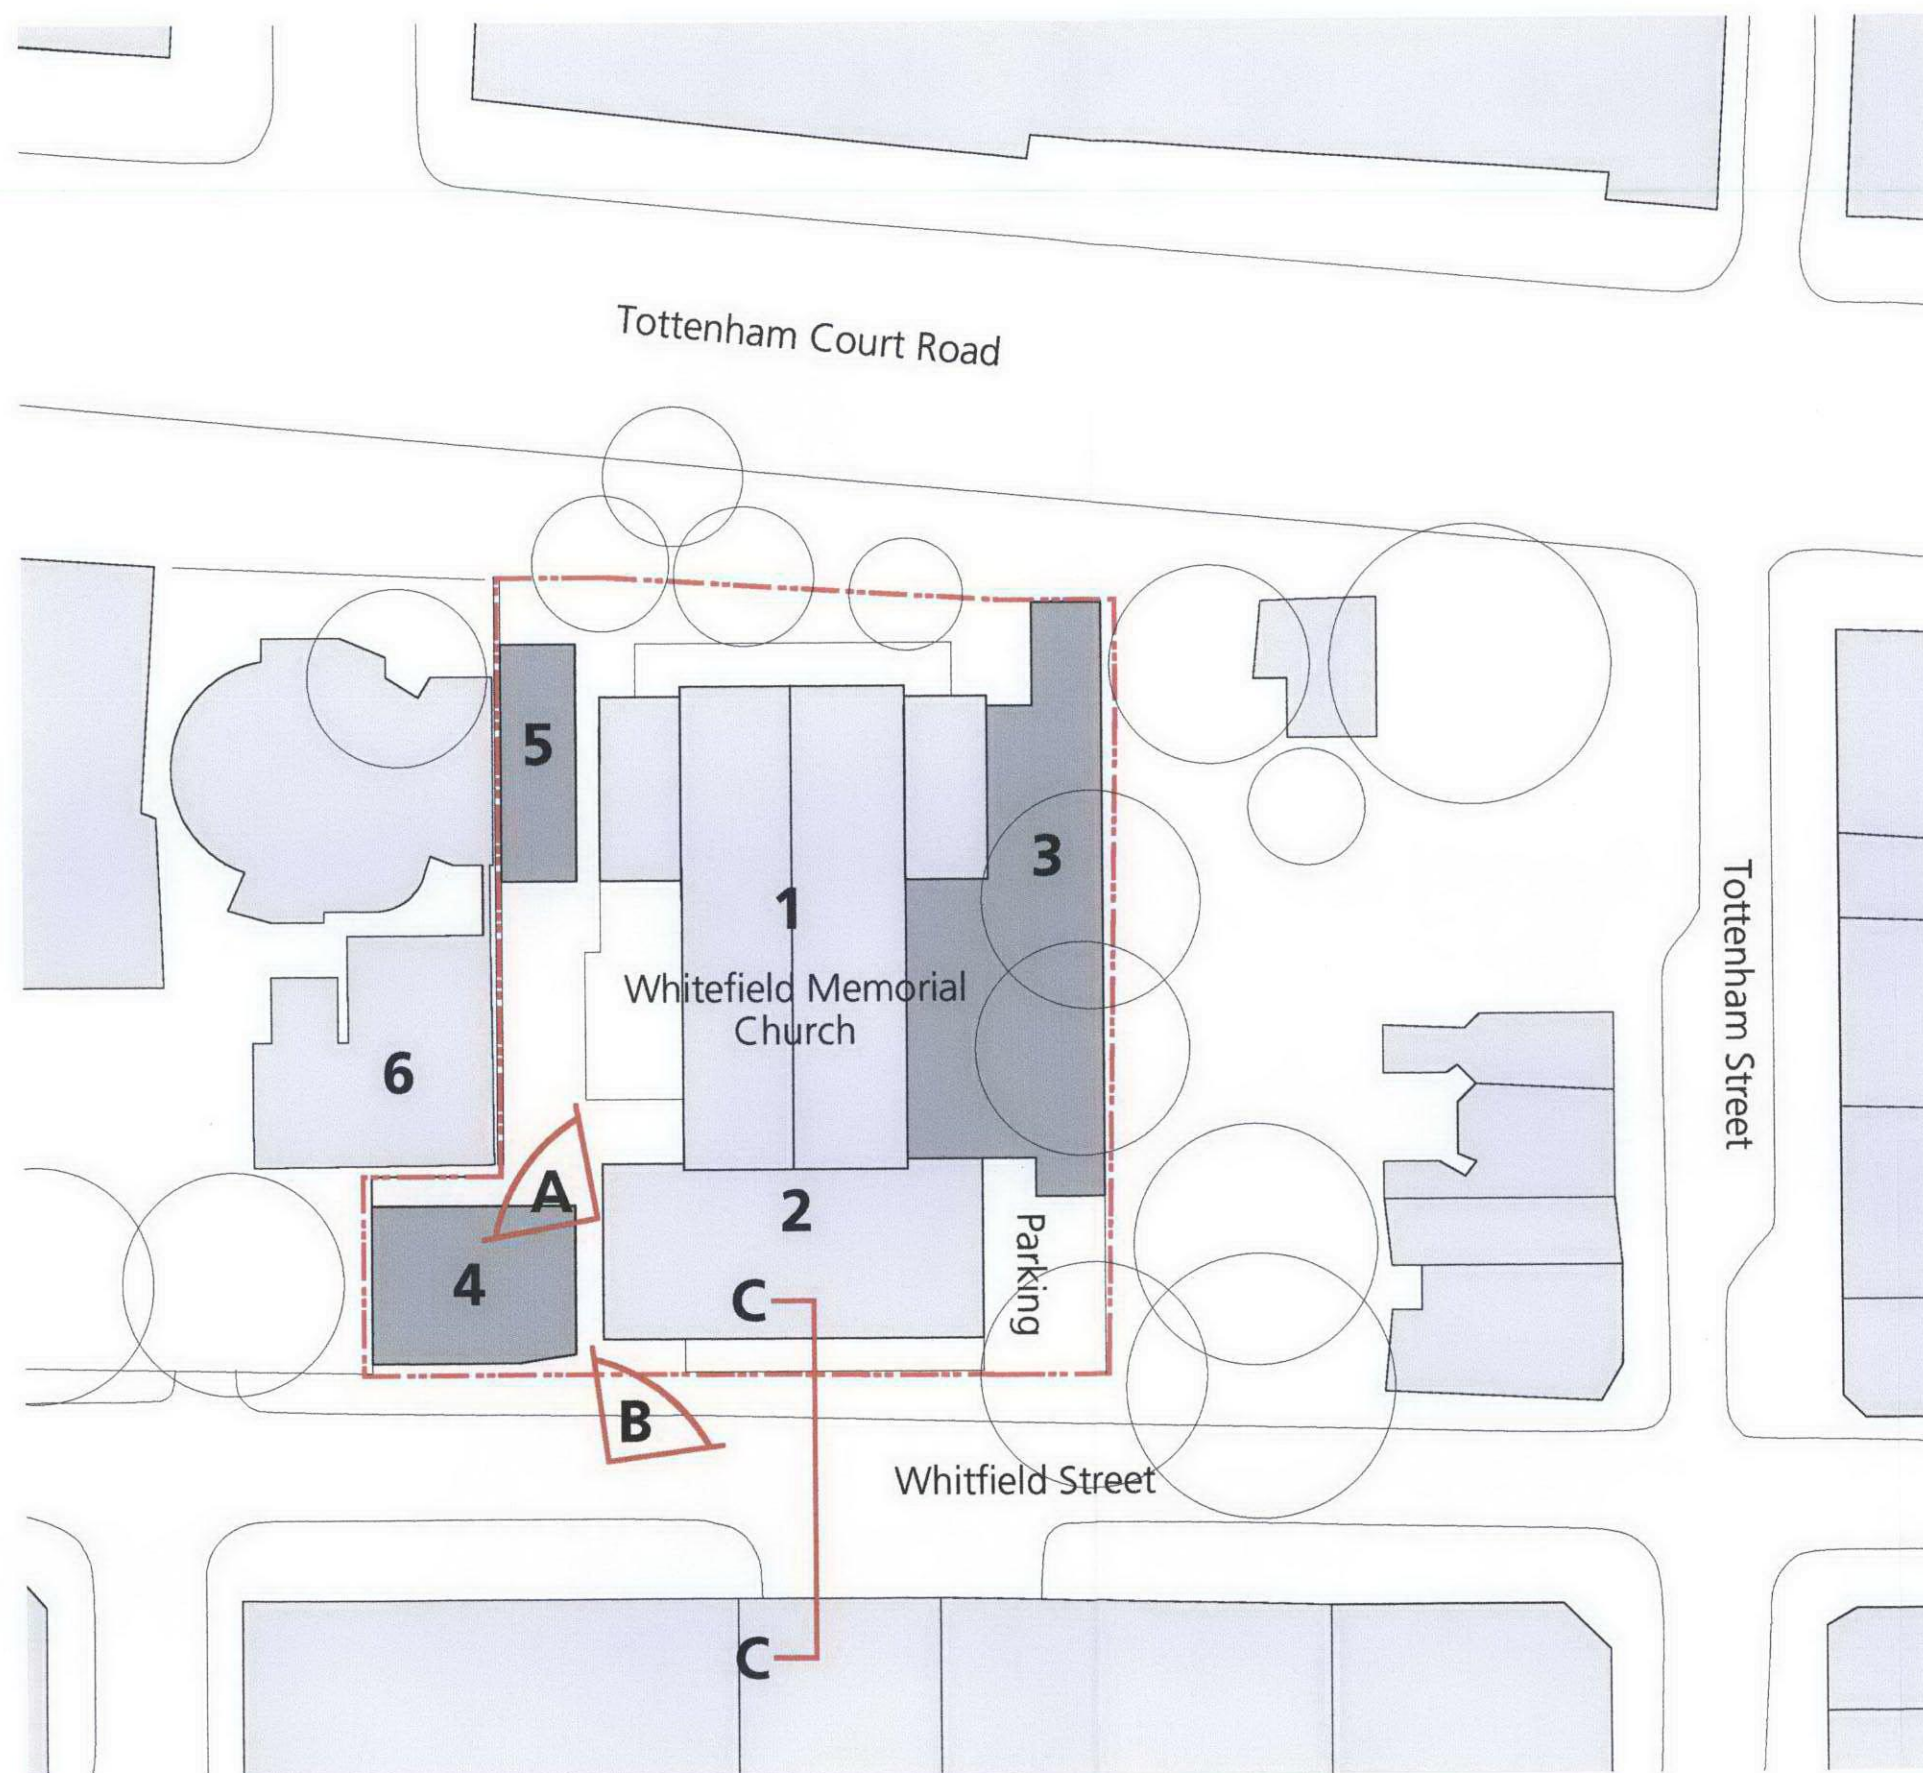 Tottenham Court Road
5
3
1
Whitefield Memorial
Church
6
Tottenham Street
A
2
4
Parking
C
B
Whitfield Street
C